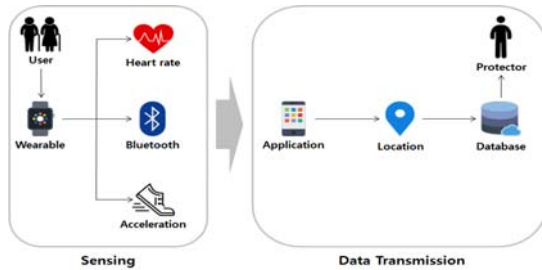 User
Heart rate
Protector
Wearable
Bluetooth
Application
Location
Database
Acceleration
Sensing
Data Transmission